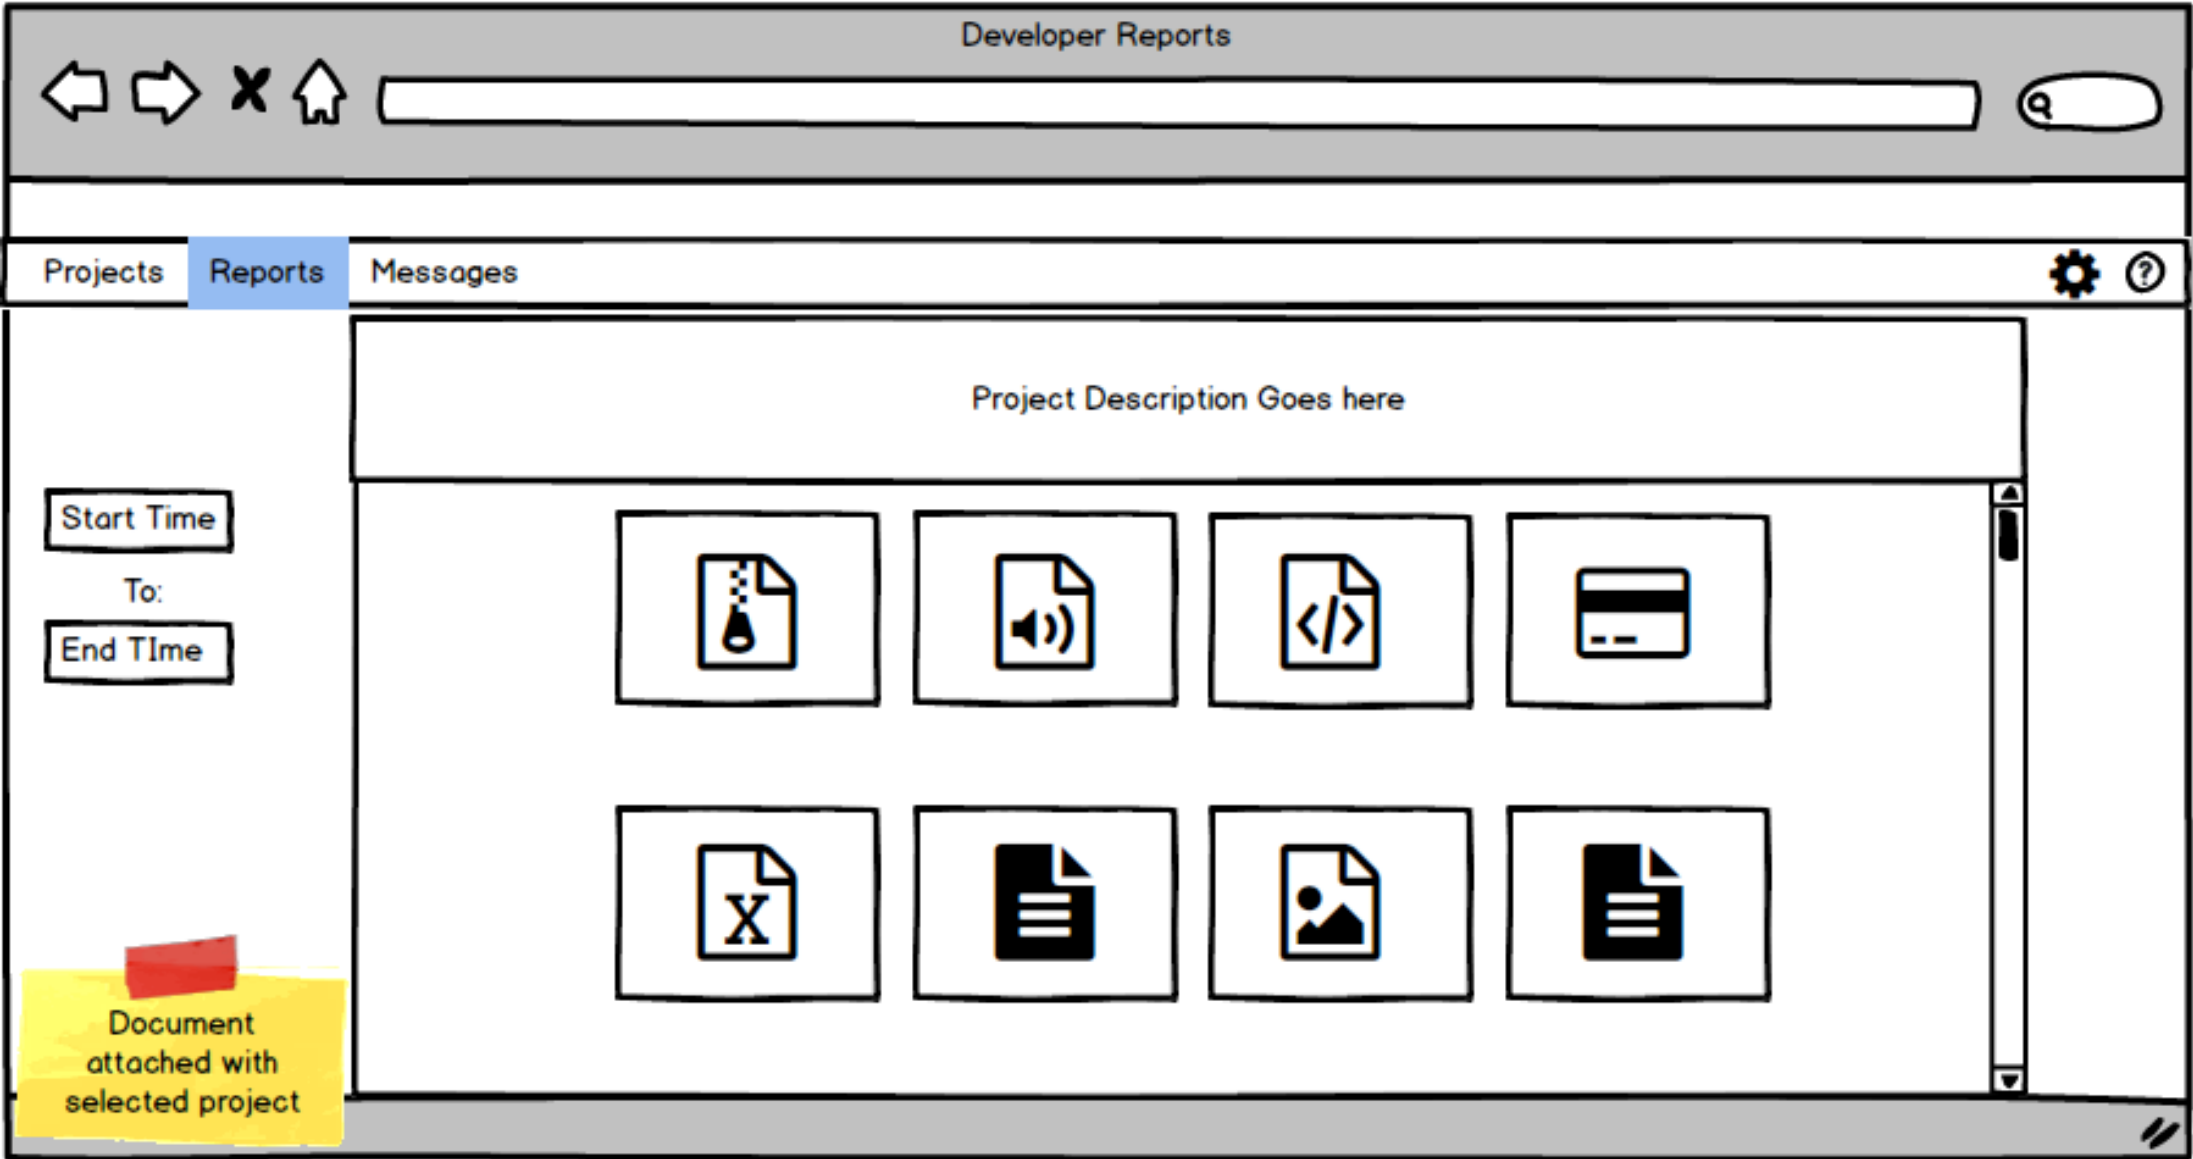 Developer Reports
Projects Reports Messages
Project Description Goes here
Start Time
To:
End TIme
Document
attached with
selected project